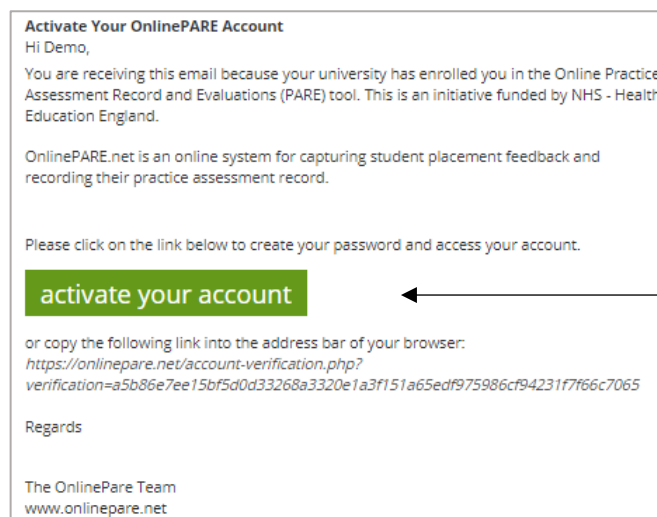 Activate Your OnlinePARE Account
Hi Demo,
You are receiving this email because your university has enrolled you in the Online Practice
Assessment Record and Evaluations (PARE) tool. This is an initiative funded by NHS - Health
Education England.
OnlinePARE.net is an online system for capturing student placement feedback and
recording their practice assessment record.
Please click on the link below to create your password and access your account.
activate your account
or copy the following link into the address bar of your browser:
https://onlinepare.net/account-verification.php?
verification=a5b86e7ee15bf5d0d33268a3320e1a3f151a65edf975986cf94231f7f66c7065
Regards
The OnlinePare Team
www.onlinepare.net